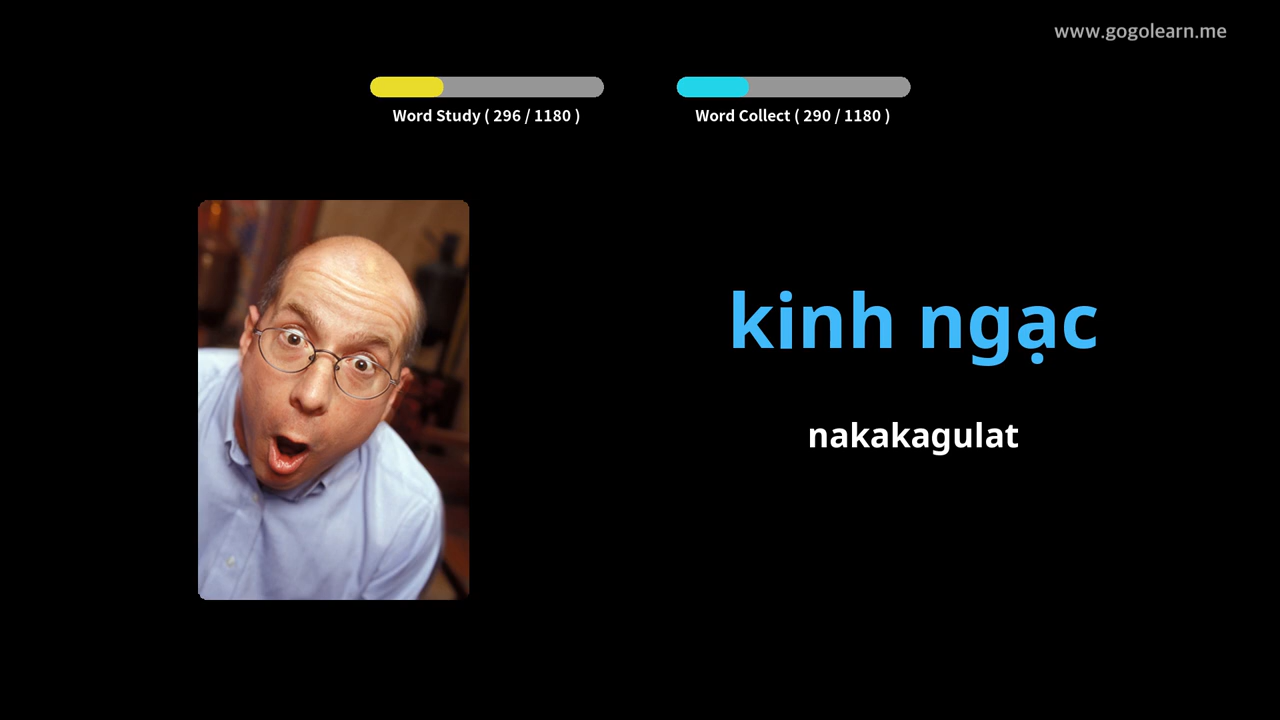 www.gogolearn.me
Word Study ( 296 / 1180 )
Word Collect ( 290 / 1180 )
kinh ngạc
nakakagulat